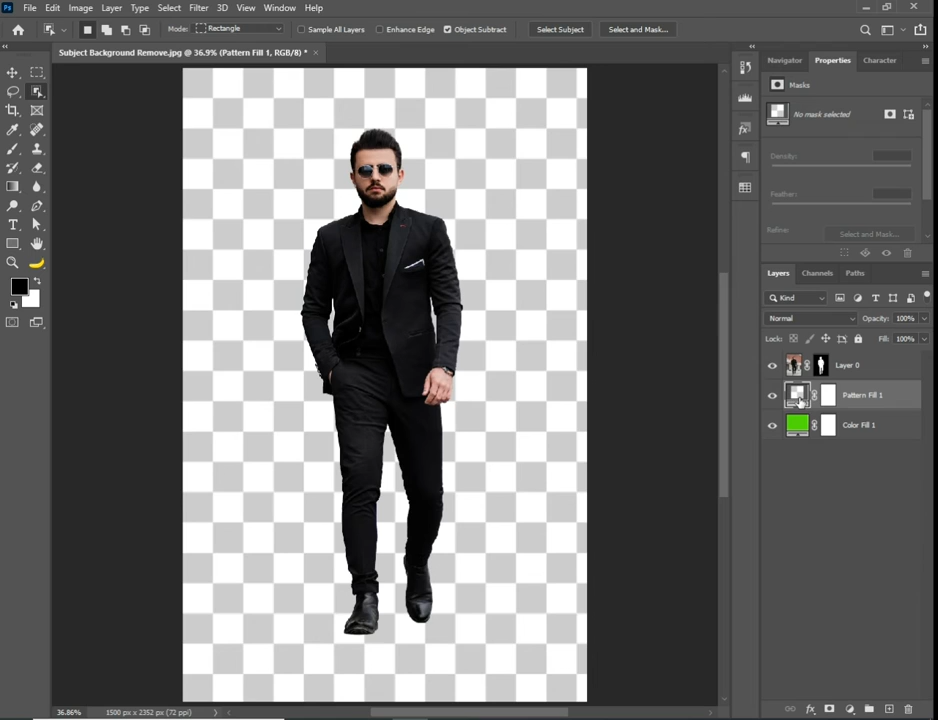 Ps File Edit Image Layer Type Select Filter 3D View Window Help
Mode: Rectangle Sample All Layers Enhance Edge Object Subtract Select Subject Select and Mask...
Subject Background Remove.jpg @ 36.9% (Pattern Fill 1, RGB/8) * ×
Navigator Properties Character
Masks
No mask selected
Density:
Feather:
Refine: Select and Mask...
Layers Channels Paths
Kind
Normal Opacity: 100%
Lock: Fill: 100%
Layer 0
Pattern Fill 1
Color Fill 1
36.86% 1500 px x 2352 px (72 ppi)